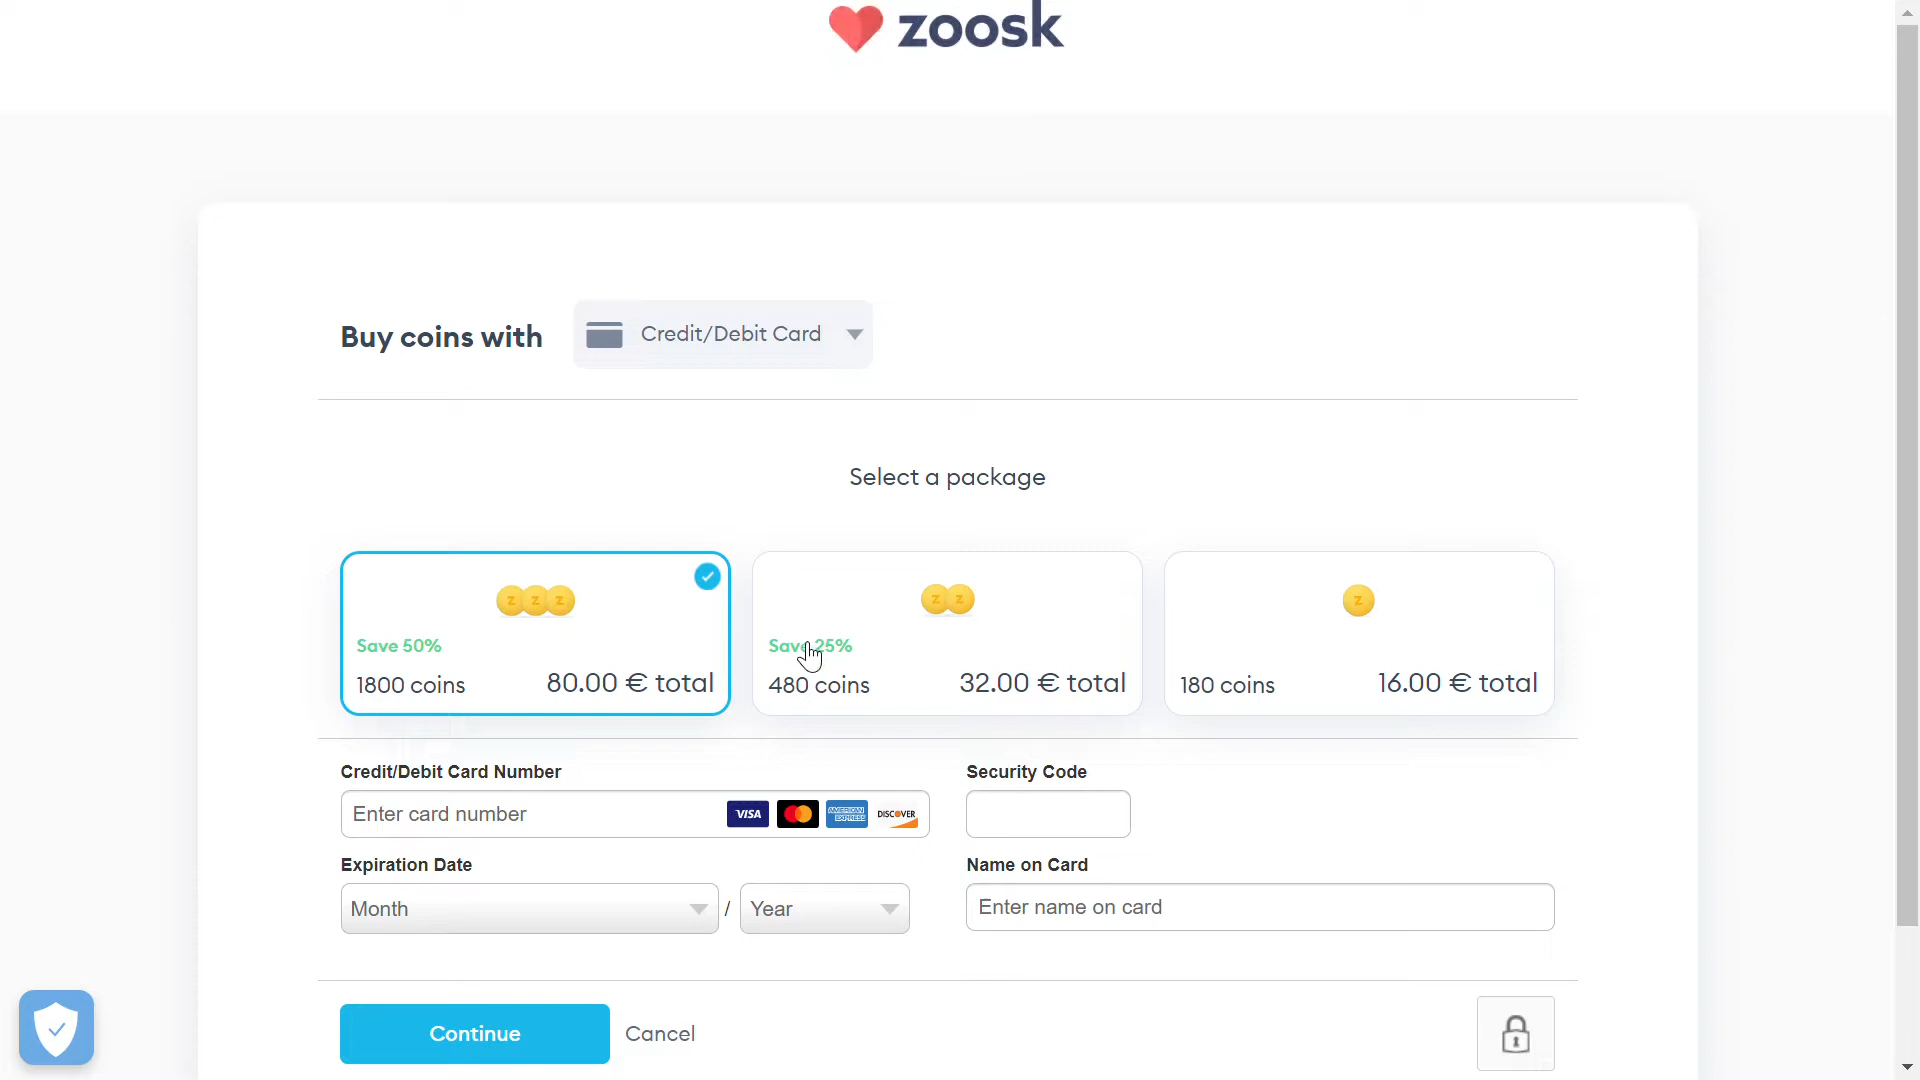 zoosk
Buy coins with
Credit/Debit Card
Select a package
z z z
Save 50%
1800 coins
80.00 € total
z z
Save 25%
480 coins
32.00 € total
z
180 coins
16.00 € total
Credit/Debit Card Number
Enter card number
VISA
AMERICAN EXPRESS
DISCOVER
Security Code
Expiration Date
Month / Year
Name on Card
Enter name on card
Continue
Cancel